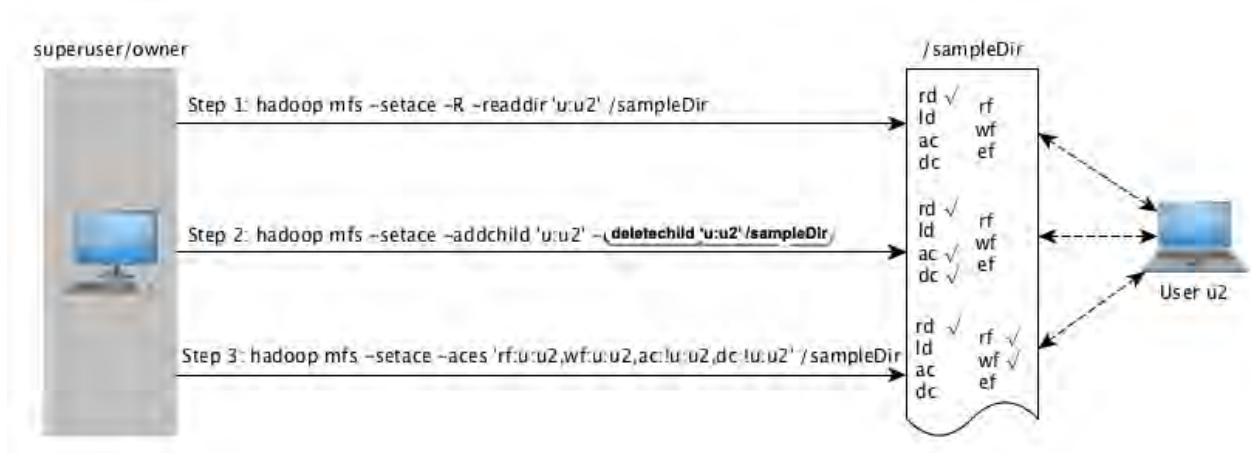 superuser/owner
/sampleDir
Step 1: hadoop mfs -setace -R -readdir 'u:u2' /sampleDir
rd √
ld
ac
dc
rf
wf
ef
Step 2: hadoop mfs -setace -addchild 'u:u2' -deletechild 'u:u2' /sampleDir
rd √
ld
ac √
dc √
rf
wf
ef
User u2
Step 3: hadoop mfs -setace -aces 'rf:u:u2,wf:u:u2,ac:!u:u2,dc:!u:u2' /sampleDir
rd √
ld
ac
dc
rf √
wf √
ef